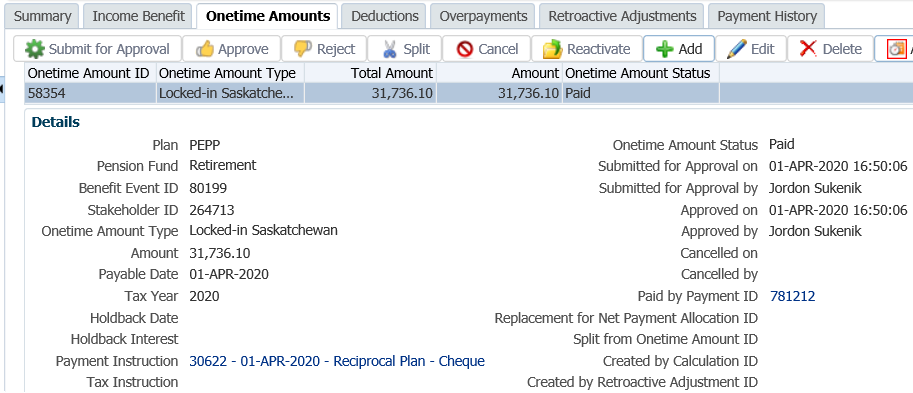 Summary Income Benefit Onetime Amounts Deductions Overpayments Retroactive Adjustments Payment History
Submit for Approval Approve Reject Split Cancel Reactivate Add Edit Delete
Onetime Amount ID Onetime Amount Type Total Amount Amount Onetime Amount Status
58354 Locked-in Saskatche... 31,736.10 31,736.10 Paid
Details
Plan PEPP Onetime Amount Status Paid
Pension Fund Retirement Submitted for Approval on 01-APR-2020 16:50:06
Benefit Event ID 80199 Submitted for Approval by Jordon Sukenik
Stakeholder ID 264713 Approved on 01-APR-2020 16:50:06
Onetime Amount Type Locked-in Saskatchewan Approved by Jordon Sukenik
Amount 31,736.10 Cancelled on
Payable Date 01-APR-2020 Cancelled by
Tax Year 2020 Paid by Payment ID 781212
Holdback Date Replacement for Net Payment Allocation ID
Holdback Interest Split from Onetime Amount ID
Payment Instruction 30622 - 01-APR-2020 - Reciprocal Plan - Cheque Created by Calculation ID
Tax Instruction Created by Retroactive Adjustment ID